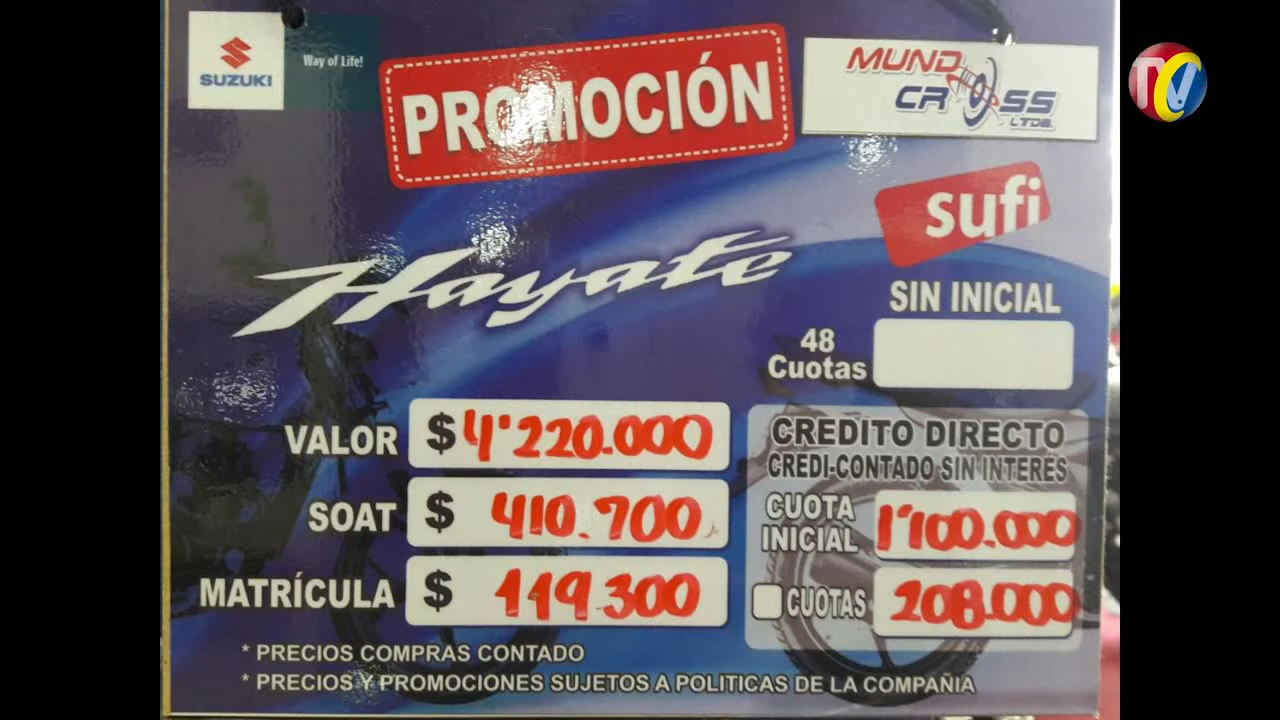 SUZUKI
Way of Life!
PROMOCIÓN
MUND CROSS
LTDA.
TVC!
sufi
Hayate
SIN INICIAL
48
Cuotas
VALOR $ 4'220.000
SOAT $ 410.700
MATRÍCULA $ 119.300
CREDITO DIRECTO
CREDI-CONTADO SIN INTERES
CUOTA
INICIAL 1'100.000
CUOTAS 208.000
* PRECIOS COMPRAS CONTADO
* PRECIOS Y PROMOCIONES SUJETOS A POLITICAS DE LA COMPAÑIA